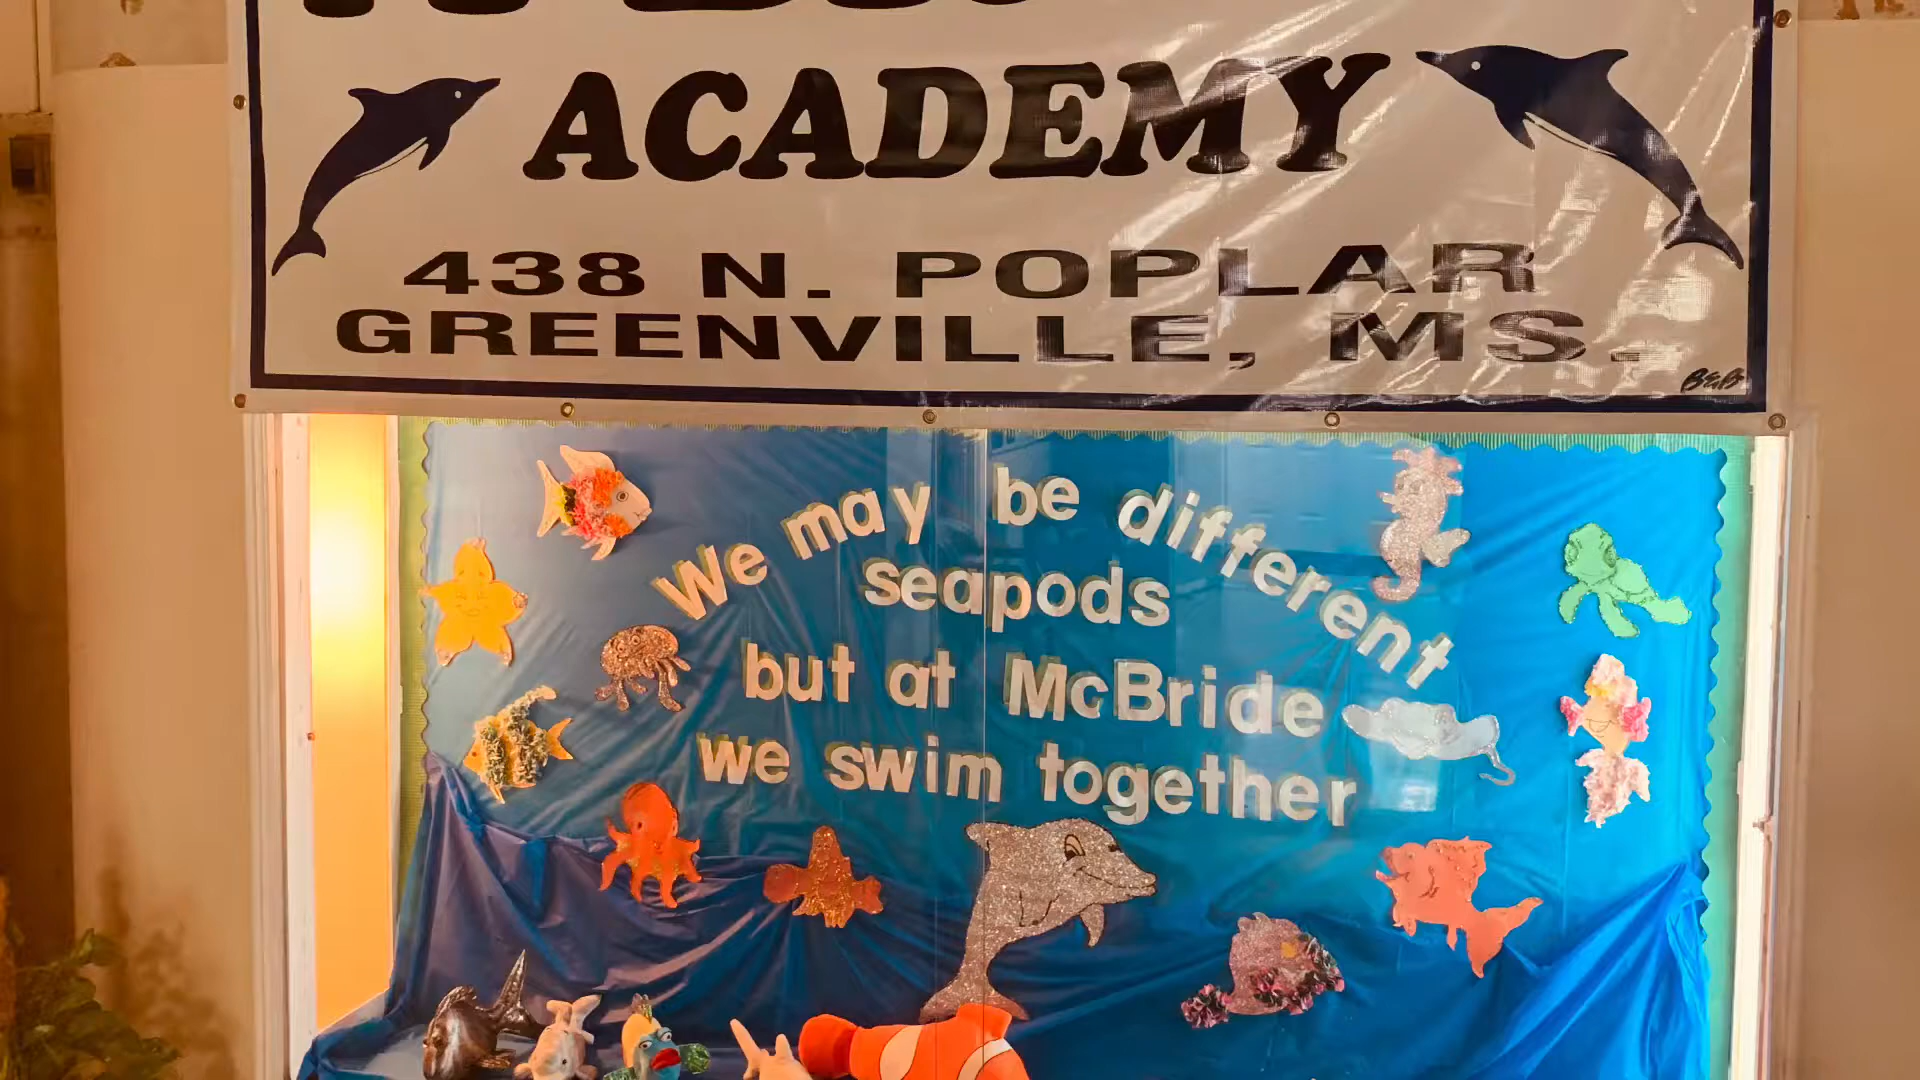 ACADEMY
438 N. POPLAR
GREENVILLE, MS.
B&B
We may be different
seapods
but at McBride
we swim together